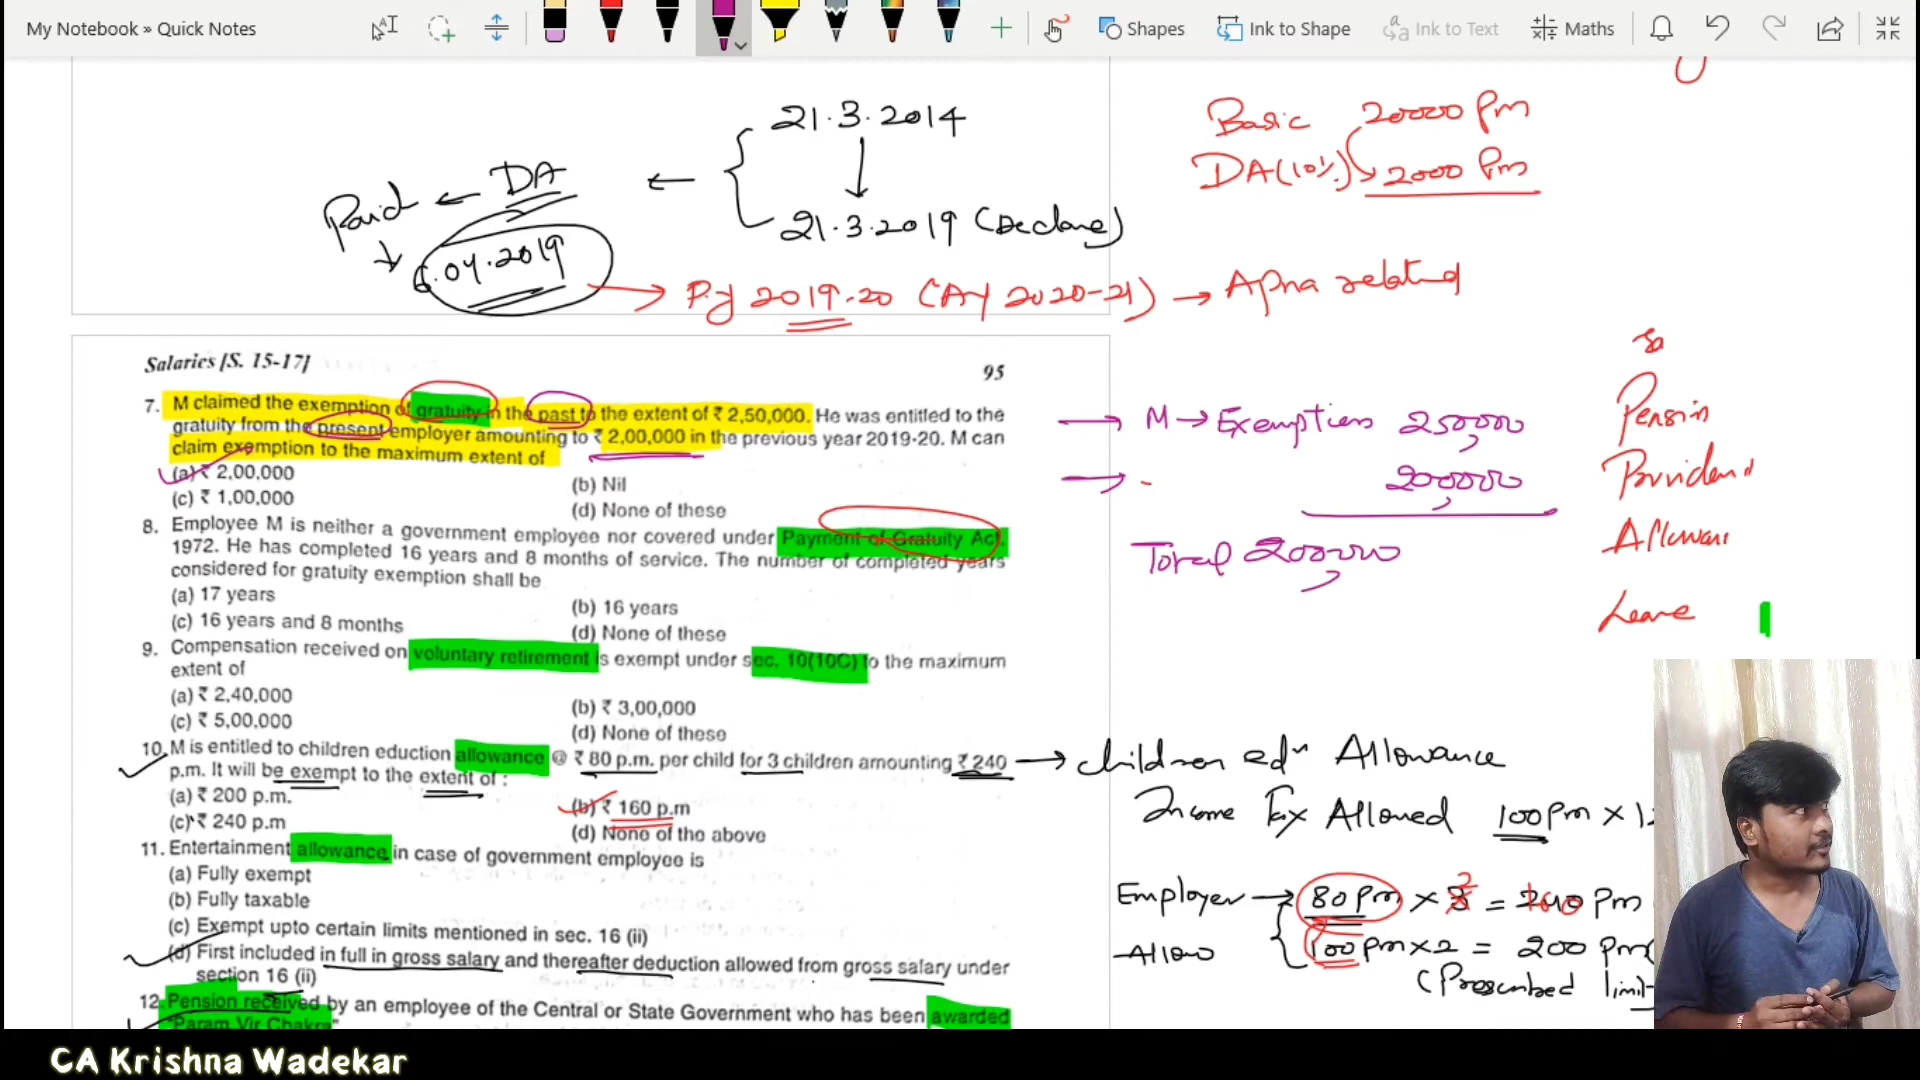 My Notebook » Quick Notes
Shapes
Ink to Shape
Ink to Text
Maths
21.3.2014
Paid ← DA ←
21.3.2019 (Declare)
6.04.2019
→ P.y 2019-20 (AY 2020-21) → Apna related
Basic 20000 Pm
DA (10%) 2000 Pm
Salaries [S. 15-17]
95
7. M claimed the exemption of gratuity in the past to the extent of ₹ 2,50,000. He was entitled to the
gratuity from the present employer amounting to ₹ 2,00,000 in the previous year 2019-20. M can
claim exemption to the maximum extent of
(a) ₹ 2,00,000
(b) Nil
(c) ₹ 1,00,000
(d) None of these
8. Employee M is neither a government employee nor covered under Payment of Gratuity Act,
1972. He has completed 16 years and 8 months of service. The number of completed years
considered for gratuity exemption shall be
(a) 17 years
(b) 16 years
(c) 16 years and 8 months
(d) None of these
9. Compensation received on voluntary retirement is exempt under sec. 10(10C) to the maximum
extent of
(a) ₹ 2,40,000
(b) ₹ 3,00,000
(c) ₹ 5,00,000
(d) None of these
10. M is entitled to children eduction allowance @ ₹ 80 p.m. per child for 3 children amounting ₹ 240
p.m. It will be exempt to the extent of :
(a) ₹ 200 p.m.
(b) ₹ 160 p.m
(c) ₹ 240 p.m
(d) None of the above
11. Entertainment allowance in case of government employee is
(a) Fully exempt
(b) Fully taxable
(c) Exempt upto certain limits mentioned in sec. 16 (ii)
(d) First included in full in gross salary and thereafter deduction allowed from gross salary under
section 16 (ii)
12. Pension received by an employee of the Central or State Government who has been awarded
"Param Vir Chakra"
→ M → Exemption 250000
→ - 200000
Total 200000
Pension
Leave
→ children edn Allowance
Income Tax Allowed 100 Pm × 12
Employer → 80 Pm × 2 = 160 Pm
Allow 100 Pm × 2 = 200 Pm
(Prescribed limit
CA Krishna Wadekar